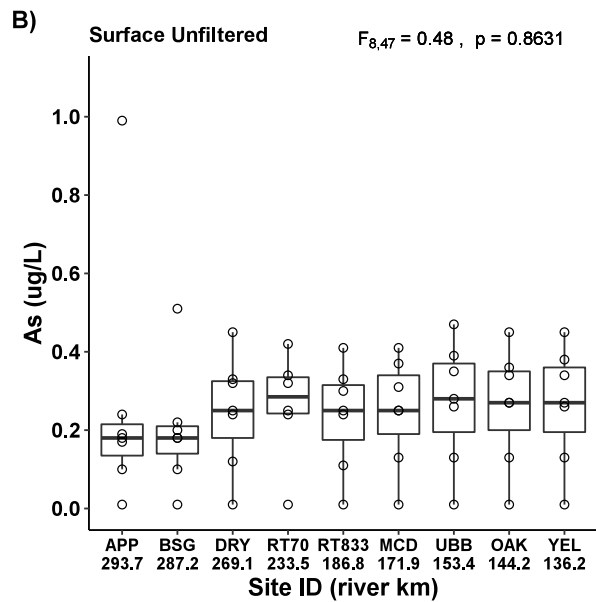 B)
Surface Unfiltered
F8,47 = 0.48 , p = 0.8631
As (ug/L)
1.0
0.8
0.6
0.4
0.2
0.0
APP BSG DRY RT70 RT833 MCD UBB OAK YEL
293.7 287.2 269.1 233.5 186.8 171.9 153.4 144.2 136.2
Site ID (river km)